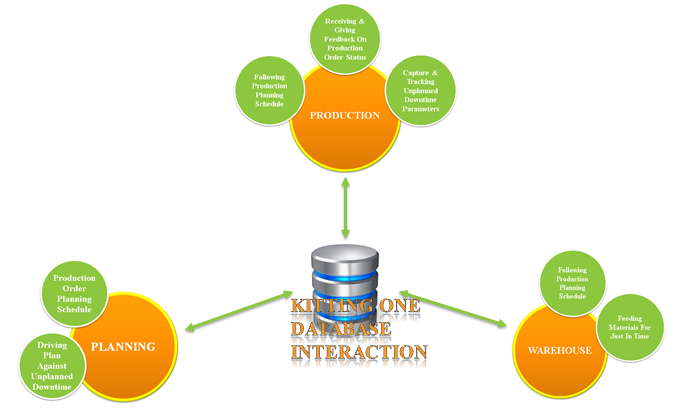 Receiving &
Giving
Feedback On
Production
Order Status
Following
Production
Planning
Schedule
Capture &
Tracking
Unplanned
Downtime
Parameters
PRODUCTION
KITTING ONE
DATABASE
INTERACTION
Production
Order
Planning
Schedule
Driving
Plan
Against
Unplanned
Downtime
PLANNING
Following
Production
Planning
Schedule
Feeding
Materials For
Just In Time
WAREHOUSE